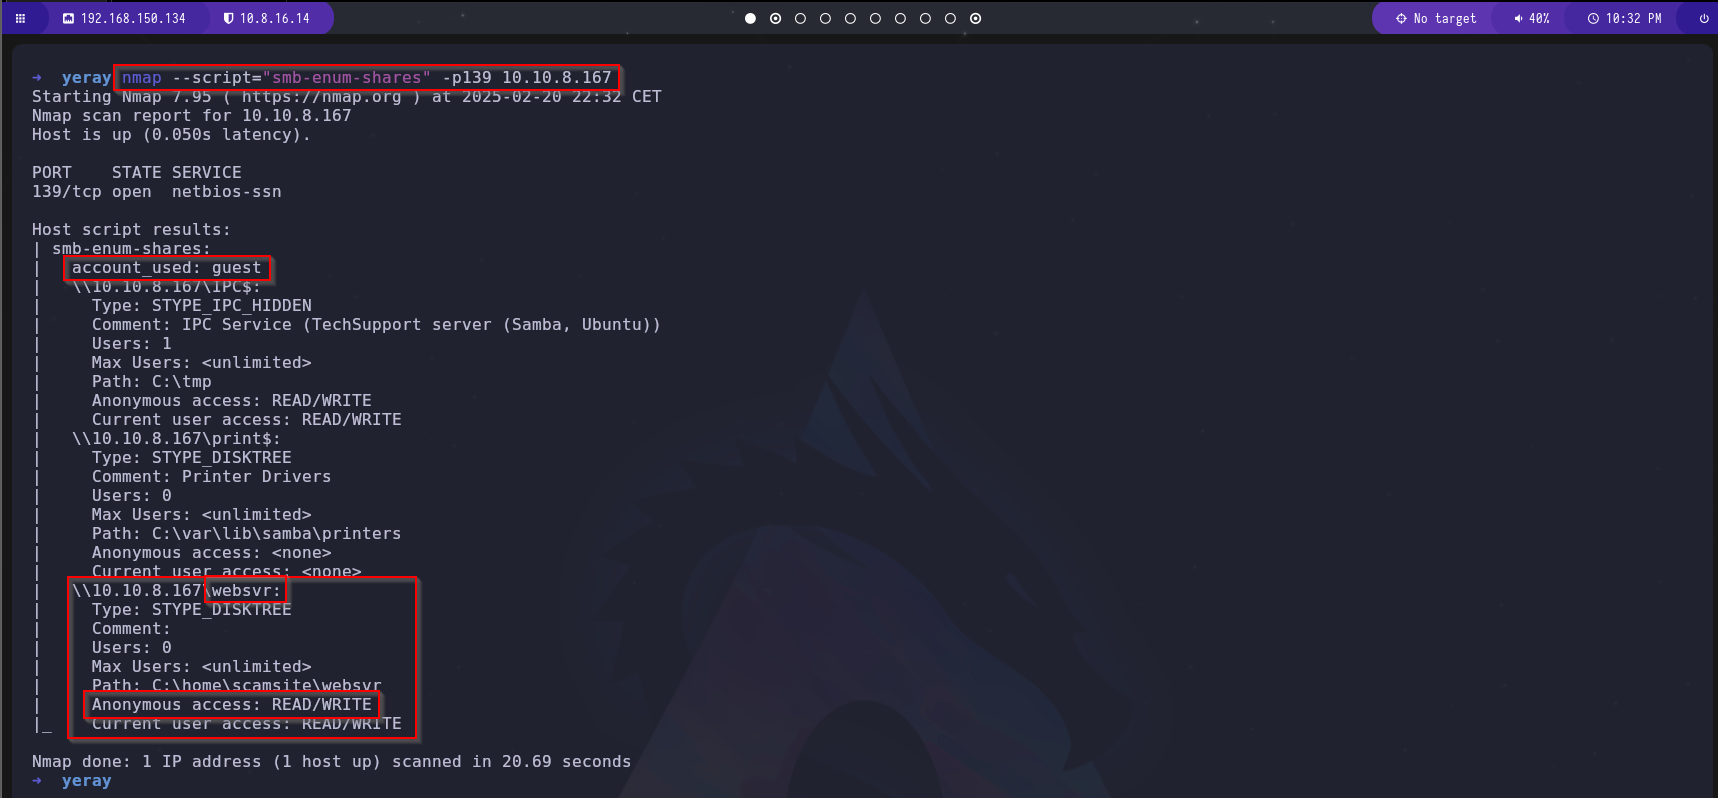 192.168.150.134 10.8.16.14 No target 40% 10:32 PM
➜ yeray nmap --script="smb-enum-shares" -p139 10.10.8.167
Starting Nmap 7.95 ( https://nmap.org ) at 2025-02-20 22:32 CET
Nmap scan report for 10.10.8.167
Host is up (0.050s latency).
PORT    STATE SERVICE
139/tcp open  netbios-ssn
Host script results:
| smb-enum-shares:
|   account_used: guest
|   \\10.10.8.167\IPC$:
|     Type: STYPE_IPC_HIDDEN
|     Comment: IPC Service (TechSupport server (Samba, Ubuntu))
|     Users: 1
|     Max Users: <unlimited>
|     Path: C:\tmp
|     Anonymous access: READ/WRITE
|     Current user access: READ/WRITE
|   \\10.10.8.167\print$:
|     Type: STYPE_DISKTREE
|     Comment: Printer Drivers
|     Users: 0
|     Max Users: <unlimited>
|     Path: C:\var\lib\samba\printers
|     Anonymous access: <none>
|     Current user access: <none>
|   \\10.10.8.167\websvr:
|     Type: STYPE_DISKTREE
|     Comment:
|     Users: 0
|     Max Users: <unlimited>
|     Path: C:\home\scamsite\websvr
|     Anonymous access: READ/WRITE
|_    Current user access: READ/WRITE
Nmap done: 1 IP address (1 host up) scanned in 20.69 seconds
➜ yeray